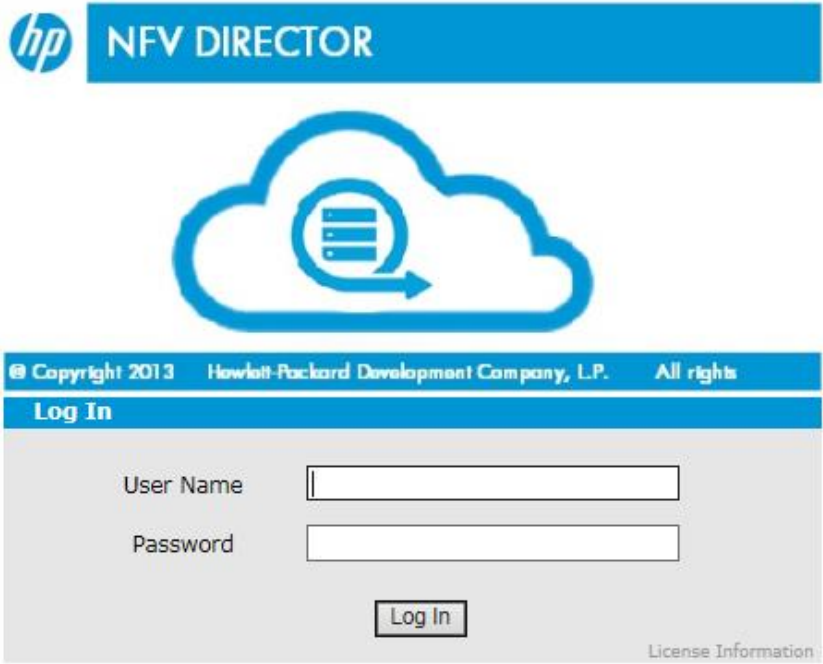 hp NFV DIRECTOR
© Copyright 2013 Hewlett-Packard Development Company, L.P. All rights
Log In
User Name
Password
Log In
License Information